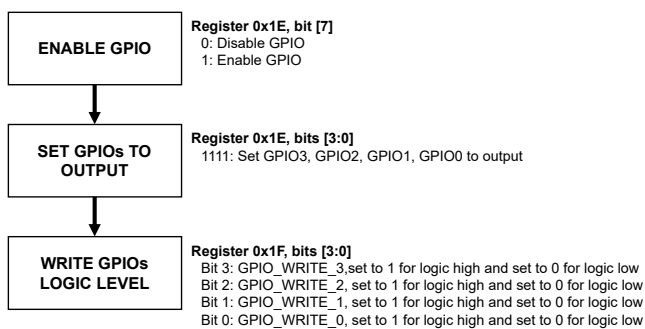 ENABLE GPIO
Register 0x1E, bit [7]
0: Disable GPIO
1: Enable GPIO
SET GPIOs TO
OUTPUT
Register 0x1E, bits [3:0]
1111: Set GPIO3, GPIO2, GPIO1, GPIO0 to output
WRITE GPIOs
LOGIC LEVEL
Register 0x1F, bits [3:0]
Bit 3: GPIO_WRITE_3,set to 1 for logic high and set to 0 for logic low
Bit 2: GPIO_WRITE_2, set to 1 for logic high and set to 0 for logic low
Bit 1: GPIO_WRITE_1, set to 1 for logic high and set to 0 for logic low
Bit 0: GPIO_WRITE_0, set to 1 for logic high and set to 0 for logic low